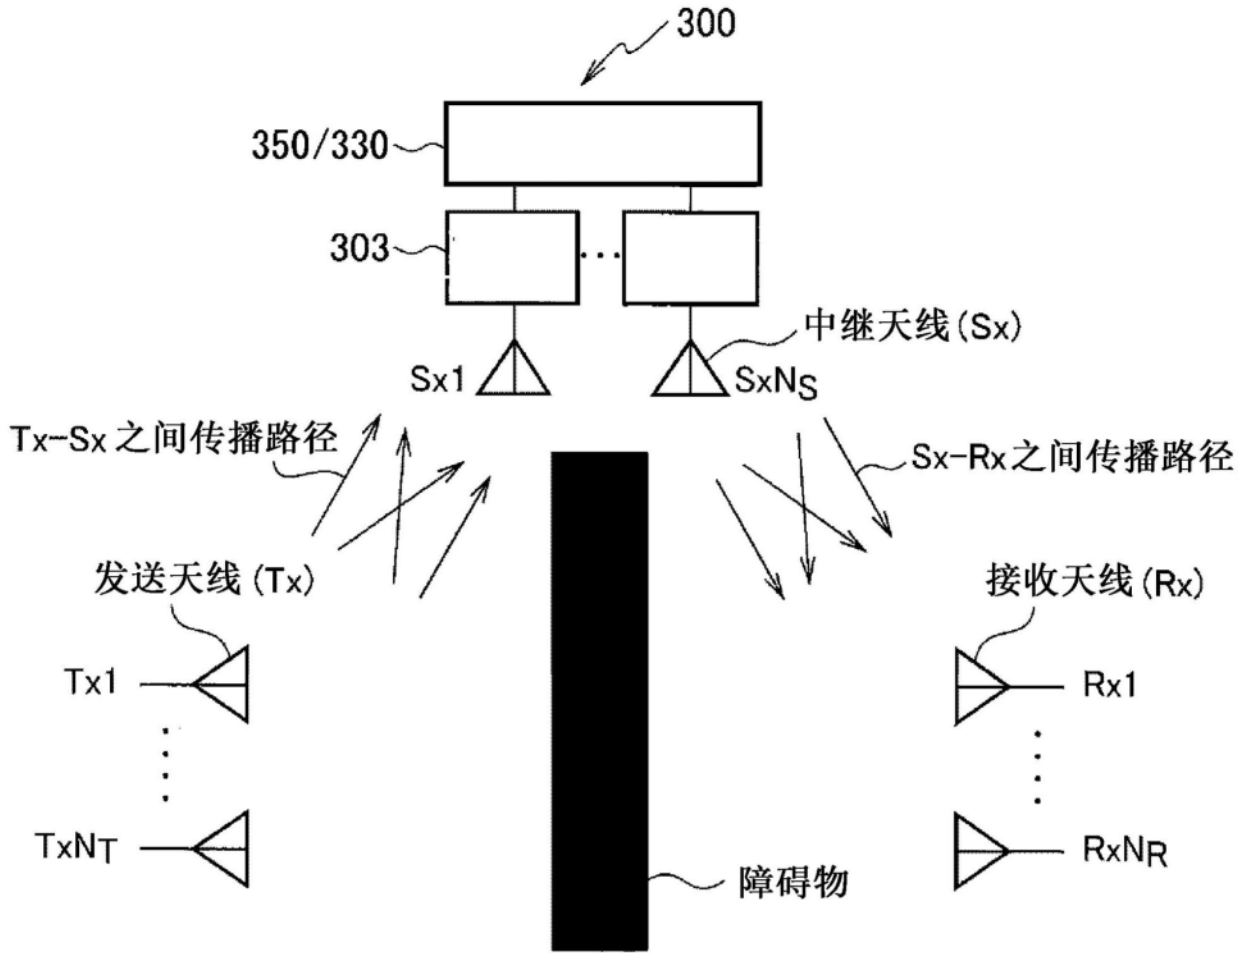 300
350/330
303
中继天线(Sx)
Sx1
SxNS
Tx-Sx之间传播路径
Sx-Rx之间传播路径
发送天线(Tx)
接收天线(Rx)
Tx1
Rx1
TxNT
RxNR
障碍物